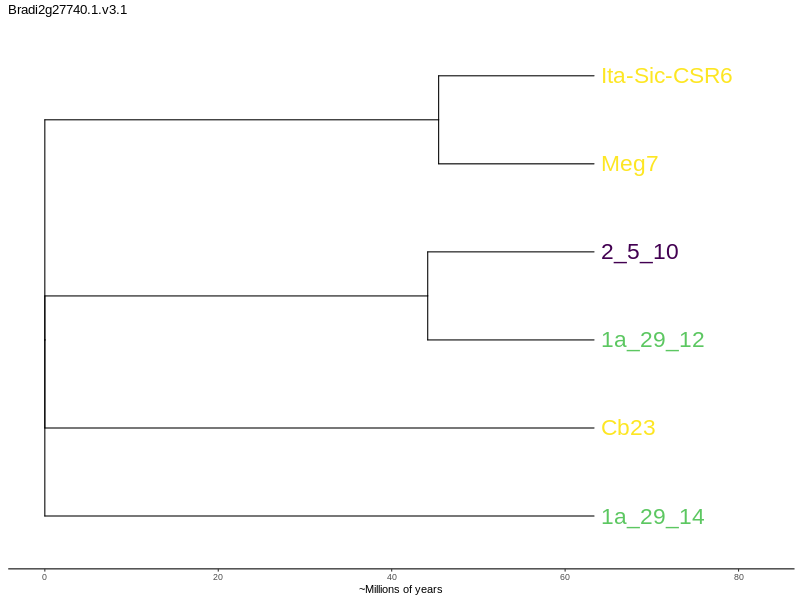 Bradi2g27740.1.v3.1
Ita-Sic-CSR6
Meg7
2_5_10
1a_29_12
Cb23
1a_29_14
0 20 40 60 80
~Millions of years